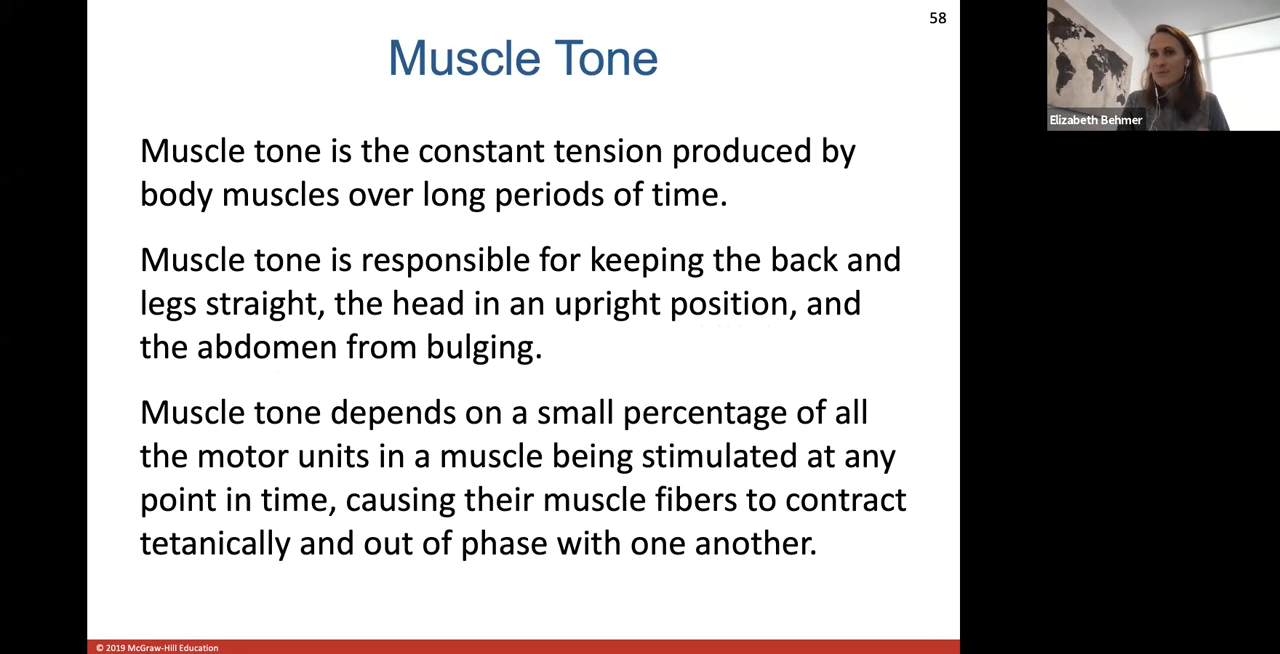 58
Muscle Tone
Elizabeth Behmer
Muscle tone is the constant tension produced by
body muscles over long periods of time.
Muscle tone is responsible for keeping the back and
legs straight, the head in an upright position, and
the abdomen from bulging.
Muscle tone depends on a small percentage of all
the motor units in a muscle being stimulated at any
point in time, causing their muscle fibers to contract
tetanically and out of phase with one another.
© 2019 McGraw-Hill Education